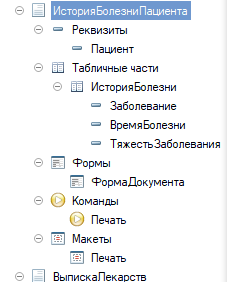 ИсторияБолезниПациента
Реквизиты
Пациент
Табличные части
ИсторияБолезни
Заболевание
ВремяБолезни
ТяжестьЗаболевания
Формы
ФормаДокумента
Команды
Печать
Макеты
Печать
ВыпискаЛекарств